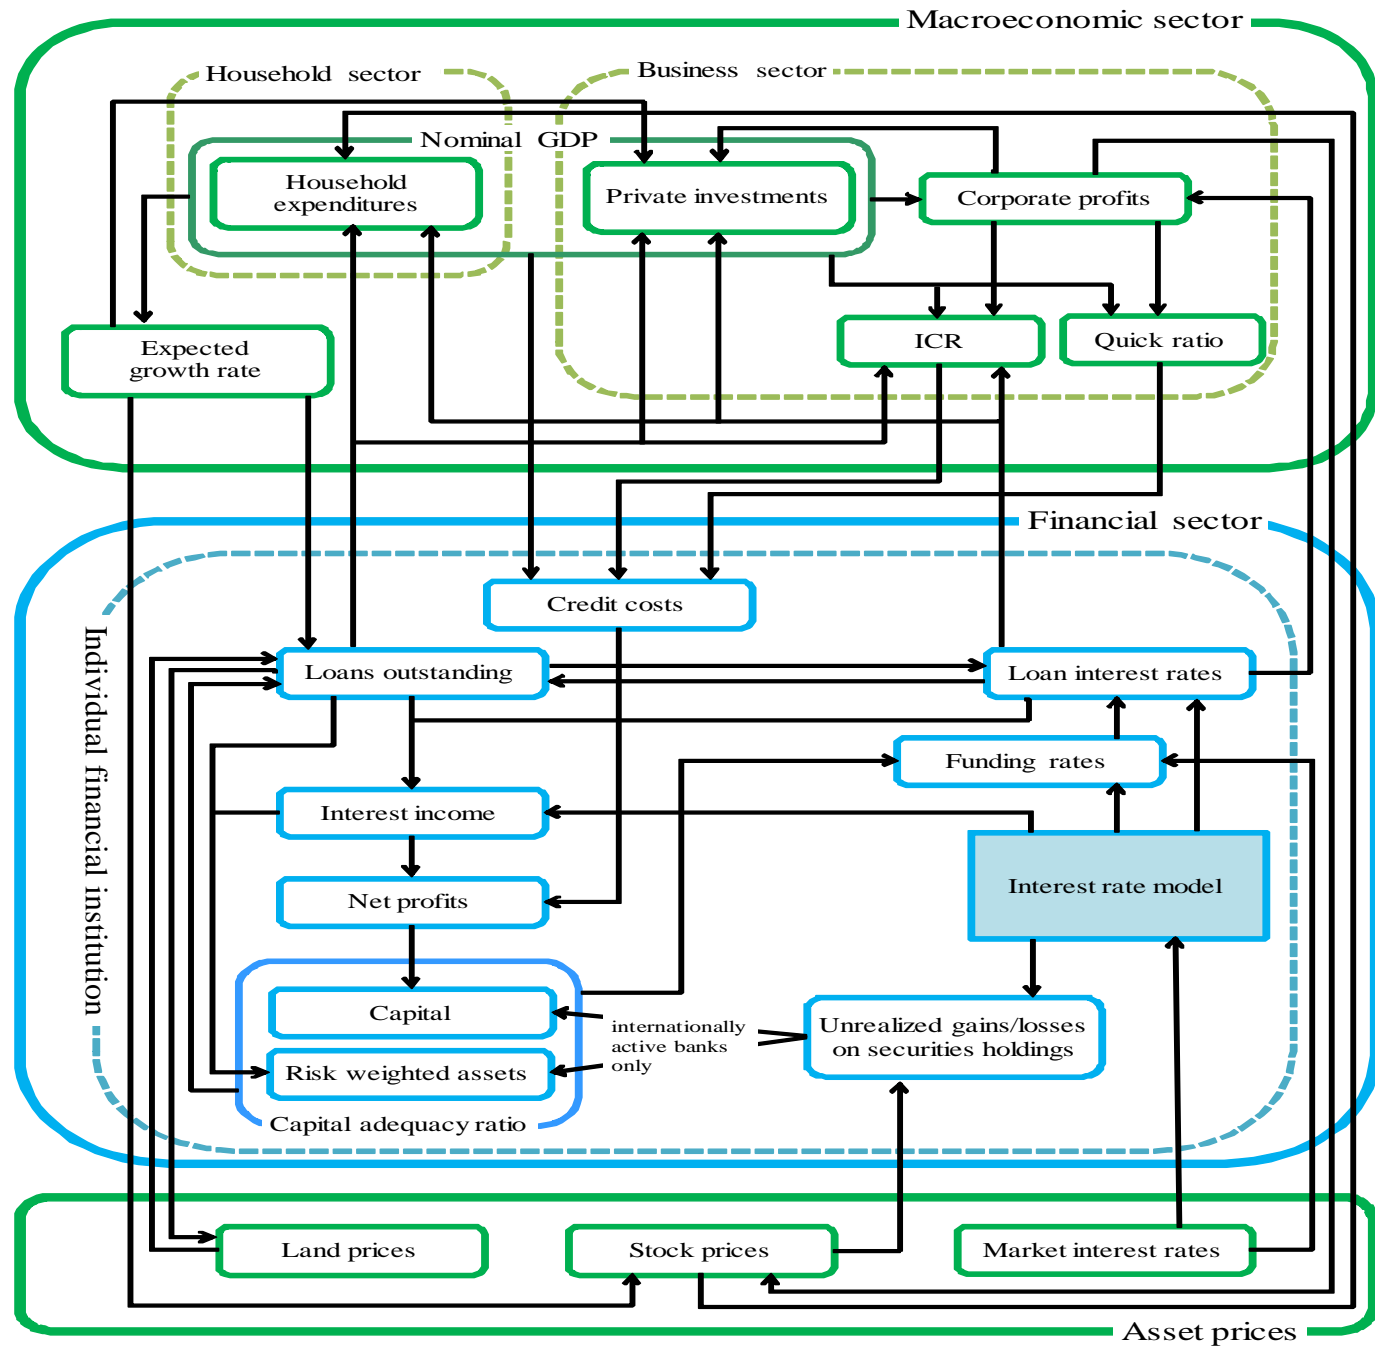 Macroeconomic sector
Household sector
Business sector
Nominal GDP
Household
expenditures
Private investments
Corporate profits
Expected
growth rate
ICR
Quick ratio
Financial sector
Individual financial institution
Credit costs
Loans outstanding
Loan interest rates
Funding rates
Interest income
Interest rate model
Net profits
Capital
internationally
active banks
only
Unrealized gains/losses
on securities holdings
Risk weighted assets
Capital adequacy ratio
Land prices
Stock prices
Market interest rates
Asset prices